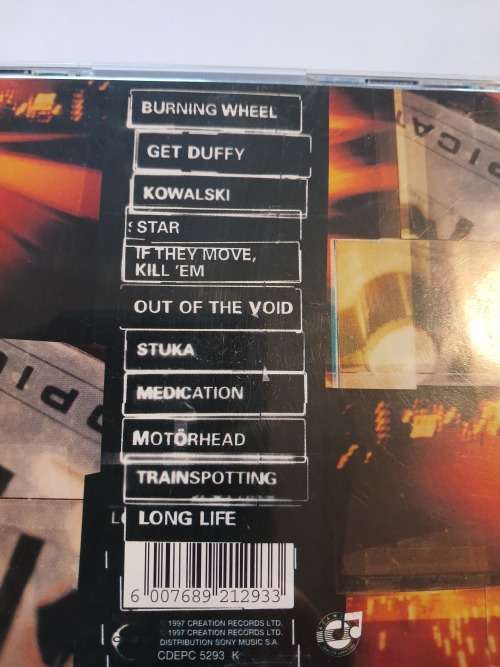 BURNING WHEEL
GET DUFFY
KOWALSKI
STAR
IF THEY MOVE,
KILL 'EM
OUT OF THE VOID
STUKA
MEDICATION
MOTÖRHEAD
TRAINSPOTTING
LONG LIFE
6 007689 212933
1997 CREATION RECORDS LTD.
1997 CREATION RECORDS LTD.
DISTRIBUTION SONY MUSIC S.A.
CDEPC 5293 K